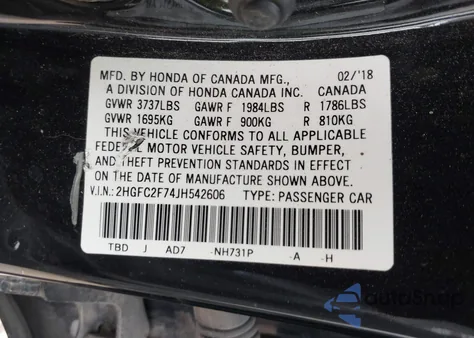 MFD. BY HONDA OF CANADA MFG., 02/'18
A DIVISION OF HONDA CANADA INC. CANADA
GVWR 3737LBS GAWR F 1984LBS R 1786LBS
GVWR 1695KG GAWR F 900KG R 810KG
THIS VEHICLE CONFORMS TO ALL APPLICABLE
FEDERAL MOTOR VEHICLE SAFETY, BUMPER,
AND THEFT PREVENTION STANDARDS IN EFFECT
ON THE DATE OF MANUFACTURE SHOWN ABOVE.
V.I.N.: 2HGFC2F74JH542606 TYPE: PASSENGER CAR
TBD J AD7 NH731P A H
AutoSnap